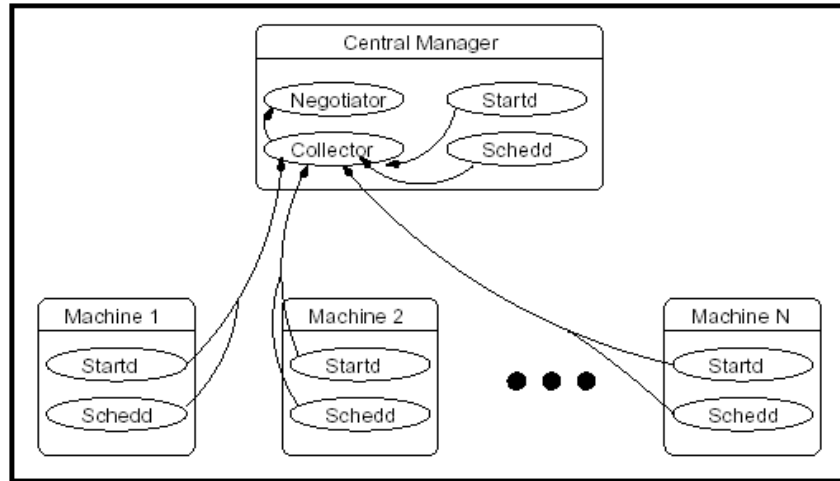 Central Manager
Negotiator Startd
Collector Schedd
Machine 1 Machine 2 Machine N
Startd Startd Startd
Schedd Schedd Schedd